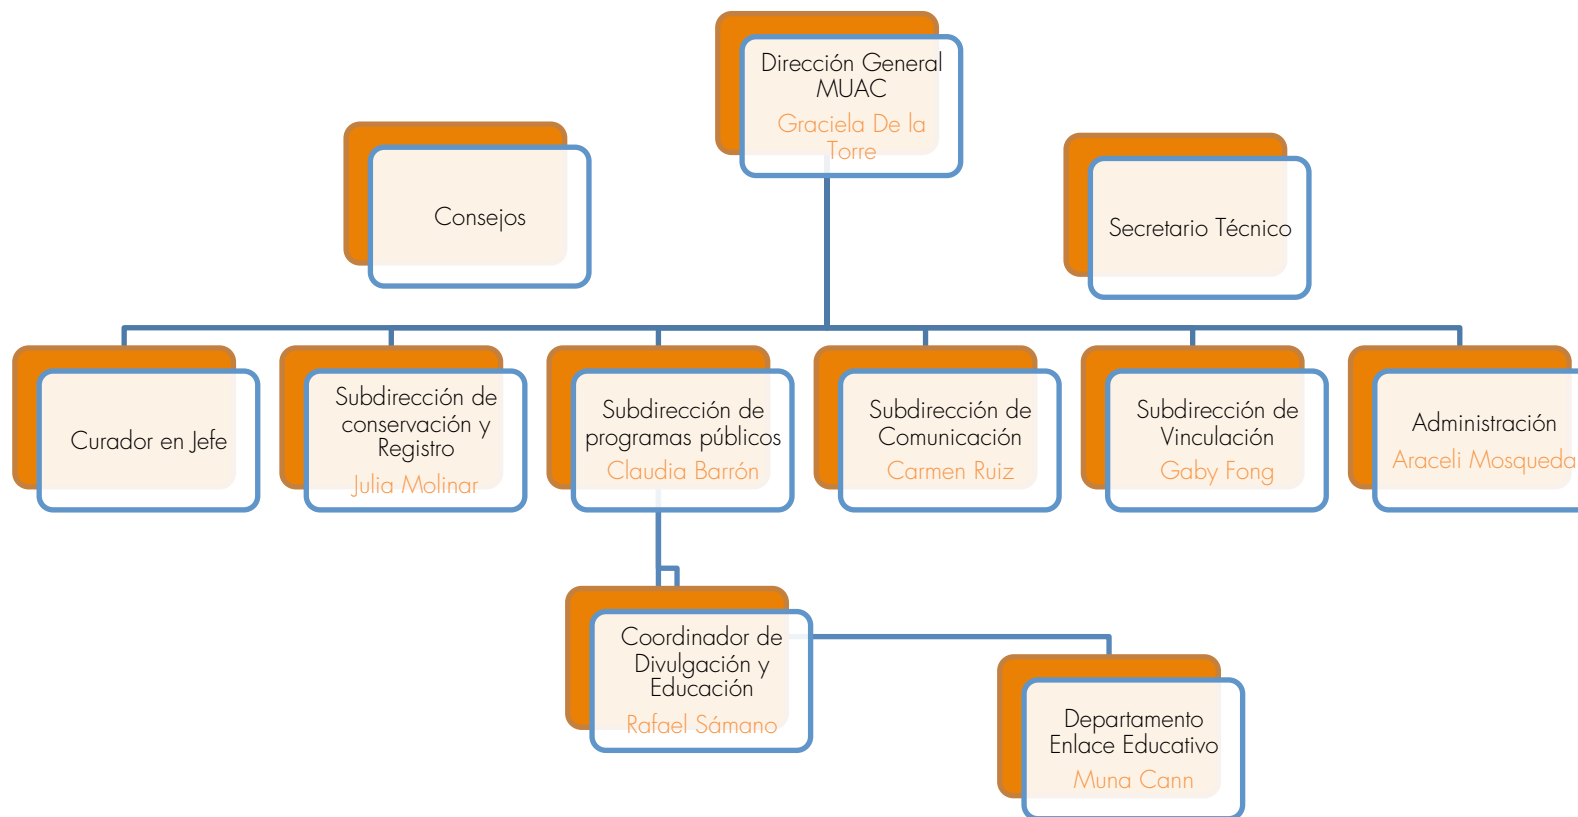 Dirección General
MUAC
Graciela De la
Torre
Consejos
Secretario Técnico
Curador en Jefe
Subdirección de
conservación y
Registro
Julia Molinar
Subdirección de
programas públicos
Claudia Barrón
Subdirección de
Comunicación
Carmen Ruiz
Subdirección de
Vinculación
Gaby Fong
Administración
Araceli Mosqueda
Coordinador de
Divulgación y
Educación
Rafael Sámano
Departamento
Enlace Educativo
Muna Cann